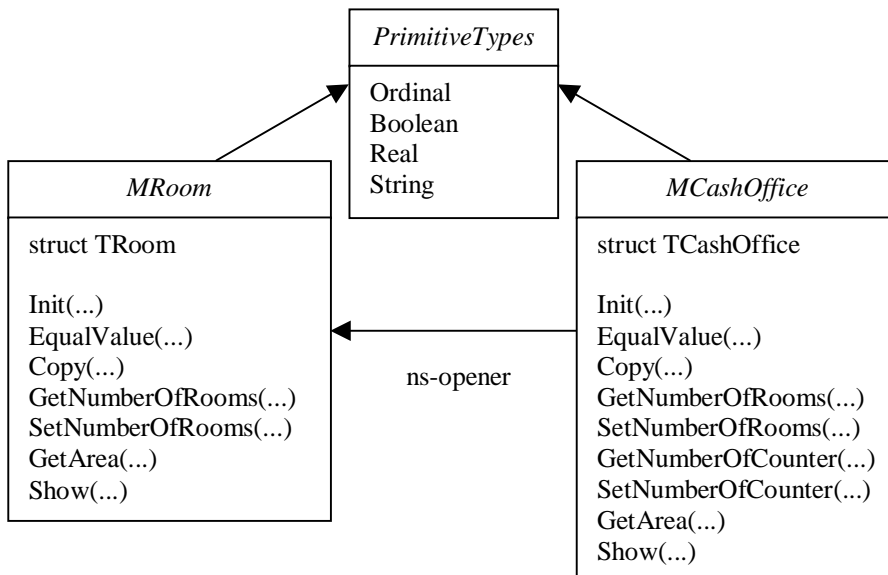 PrimitiveTypes
Ordinal
Boolean
Real
String
MRoom
struct TRoom
Init(...)
EqualValue(...)
Copy(...)
GetNumberOfRooms(...)
SetNumberOfRooms(...)
GetArea(...)
Show(...)
ns-opener
MCashOffice
struct TCashOffice
Init(...)
EqualValue(...)
Copy(...)
GetNumberOfRooms(...)
SetNumberOfRooms(...)
GetNumberOfCounter(...)
SetNumberOfCounter(...)
GetArea(...)
Show(...)